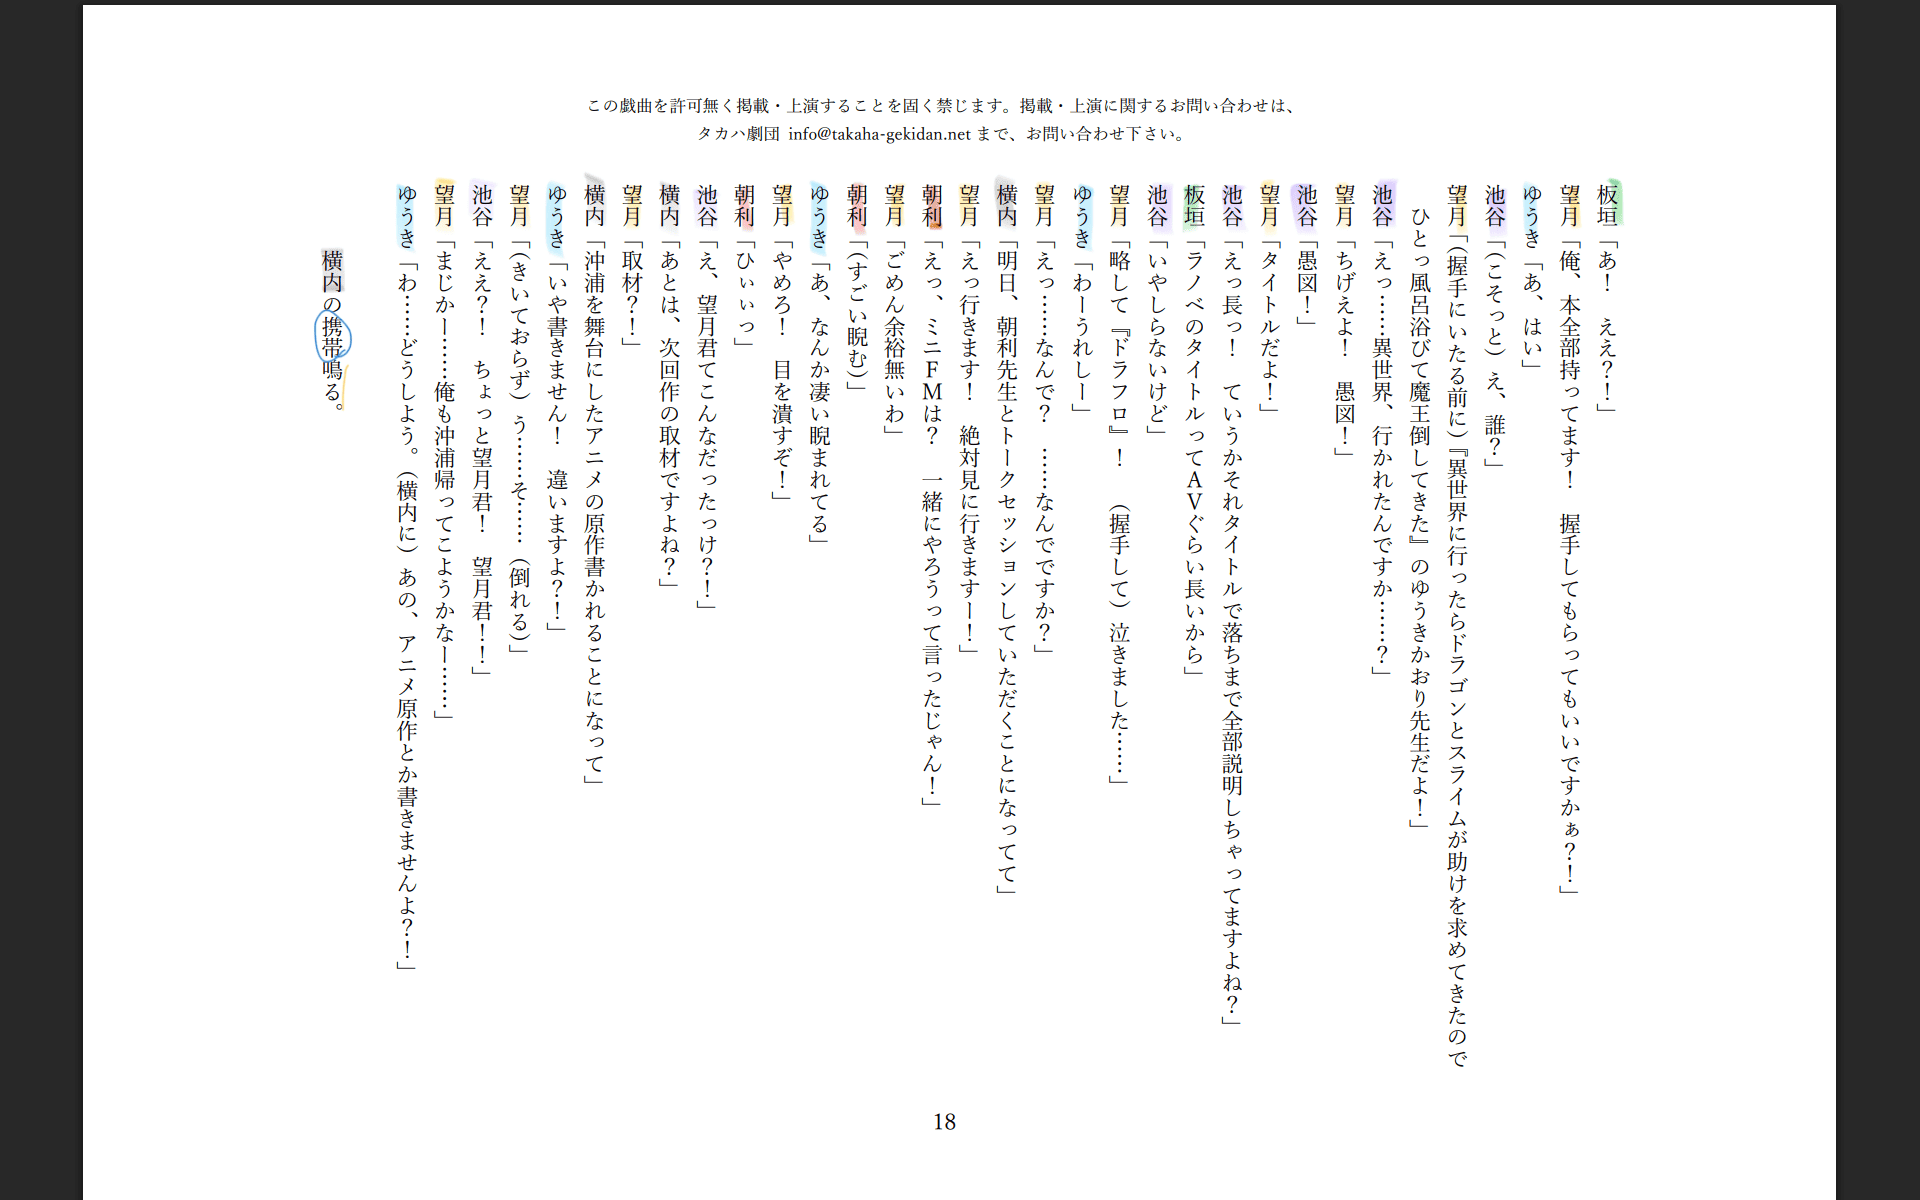 この戯曲を許可無く掲載・上演することを固く禁じます。掲載・上演に関するお問い合わせは、
タカハ劇団 info@takaha-gekidan.net まで、お問い合わせ下さい。
板垣「あ！　ええ？！」
望月「俺、本全部持ってます！　握手してもらってもいいですかぁ？！」
ゆうき「あ、はい」
池谷「（こそっと）え、誰？」
望月「（握手にいたる前に）『異世界に行ったらドラゴンとスライムが助けを求めてきたので
ひとっ風呂浴びて魔王倒してきた』のゆうきかおり先生だよ！」
池谷「えっ……異世界、行かれたんですか……？」
望月「ちげえよ！　愚図！」
池谷「愚図！」
望月「タイトルだよ！」
池谷「えっ長っ！　ていうかそれタイトルで落ちまで全部説明しちゃってますよね？」
板垣「ラノベのタイトルってＡＶぐらい長いから」
池谷「いやしらないけど」
望月「略して『ドラフロ』！　（握手して）泣きました……」
ゆうき「わーうれしー」
望月「えっ……なんで？　……なんでですか？」
横内「明日、朝利先生とトークセッションしていただくことになってて」
望月「えっ行きます！　絶対見に行きますー！」
朝利「えっ、ミニＦＭは？　一緒にやろうって言ったじゃん！」
望月「ごめん余裕無いわ」
朝利「（すごい睨む）」
ゆうき「あ、なんか凄い睨まれてる」
望月「やめろ！　目を潰すぞ！」
朝利「ひぃぃっ」
池谷「え、望月君てこんなだったっけ？！」
横内「あとは、次回作の取材ですよね？」
望月「取材？！」
横内「沖浦を舞台にしたアニメの原作書かれることになって」
ゆうき「いや書きません！　違いますよ？！」
望月「（きいておらず）う……そ……（倒れる）」
池谷「ええ？！　ちょっと望月君！　望月君！！」
望月「まじかー……俺も沖浦帰ってこようかなー……」
ゆうき「わ……どうしよう。（横内に）あの、アニメ原作とか書きませんよ？！」
横内の携帯鳴る。
18